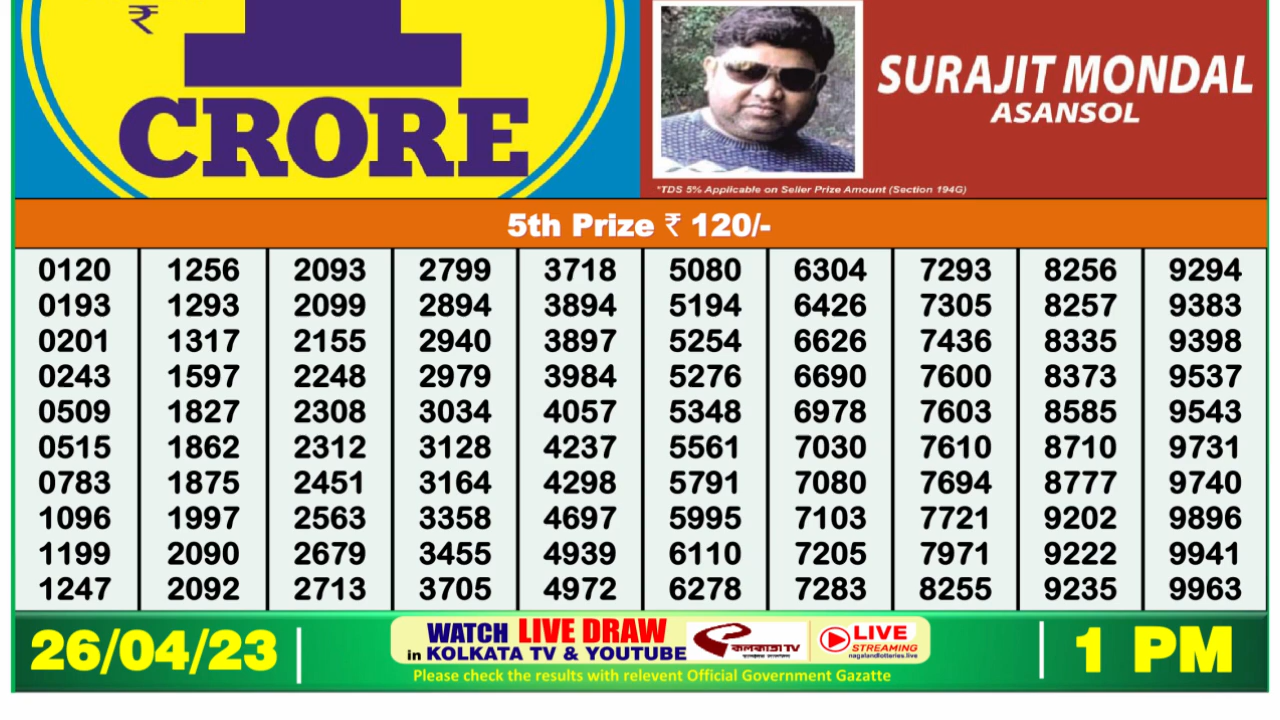 ₹
1
CRORE
SURAJIT MONDAL
ASANSOL
*TDS 5% Applicable on Seller Prize Amount (Section 194G)
5th Prize ₹ 120/-
0120 1256 2093 2799 3718 5080 6304 7293 8256 9294
0193 1293 2099 2894 3894 5194 6426 7305 8257 9383
0201 1317 2155 2940 3897 5254 6626 7436 8335 9398
0243 1597 2248 2979 3984 5276 6690 7600 8373 9537
0509 1827 2308 3034 4057 5348 6978 7603 8585 9543
0515 1862 2312 3128 4237 5561 7030 7610 8710 9731
0783 1875 2451 3164 4298 5791 7080 7694 8777 9740
1096 1997 2563 3358 4697 5995 7103 7721 9202 9896
1199 2090 2679 3455 4939 6110 7205 7971 9222 9941
1247 2092 2713 3705 4972 6278 7283 8255 9235 9963
26/04/23
WATCH LIVE DRAW
in KOLKATA TV & YOUTUBE
কলকাতা TV
LIVE
STREAMING
nagalandlotteries.live
Please check the results with relevent Official Government Gazatte
1 PM